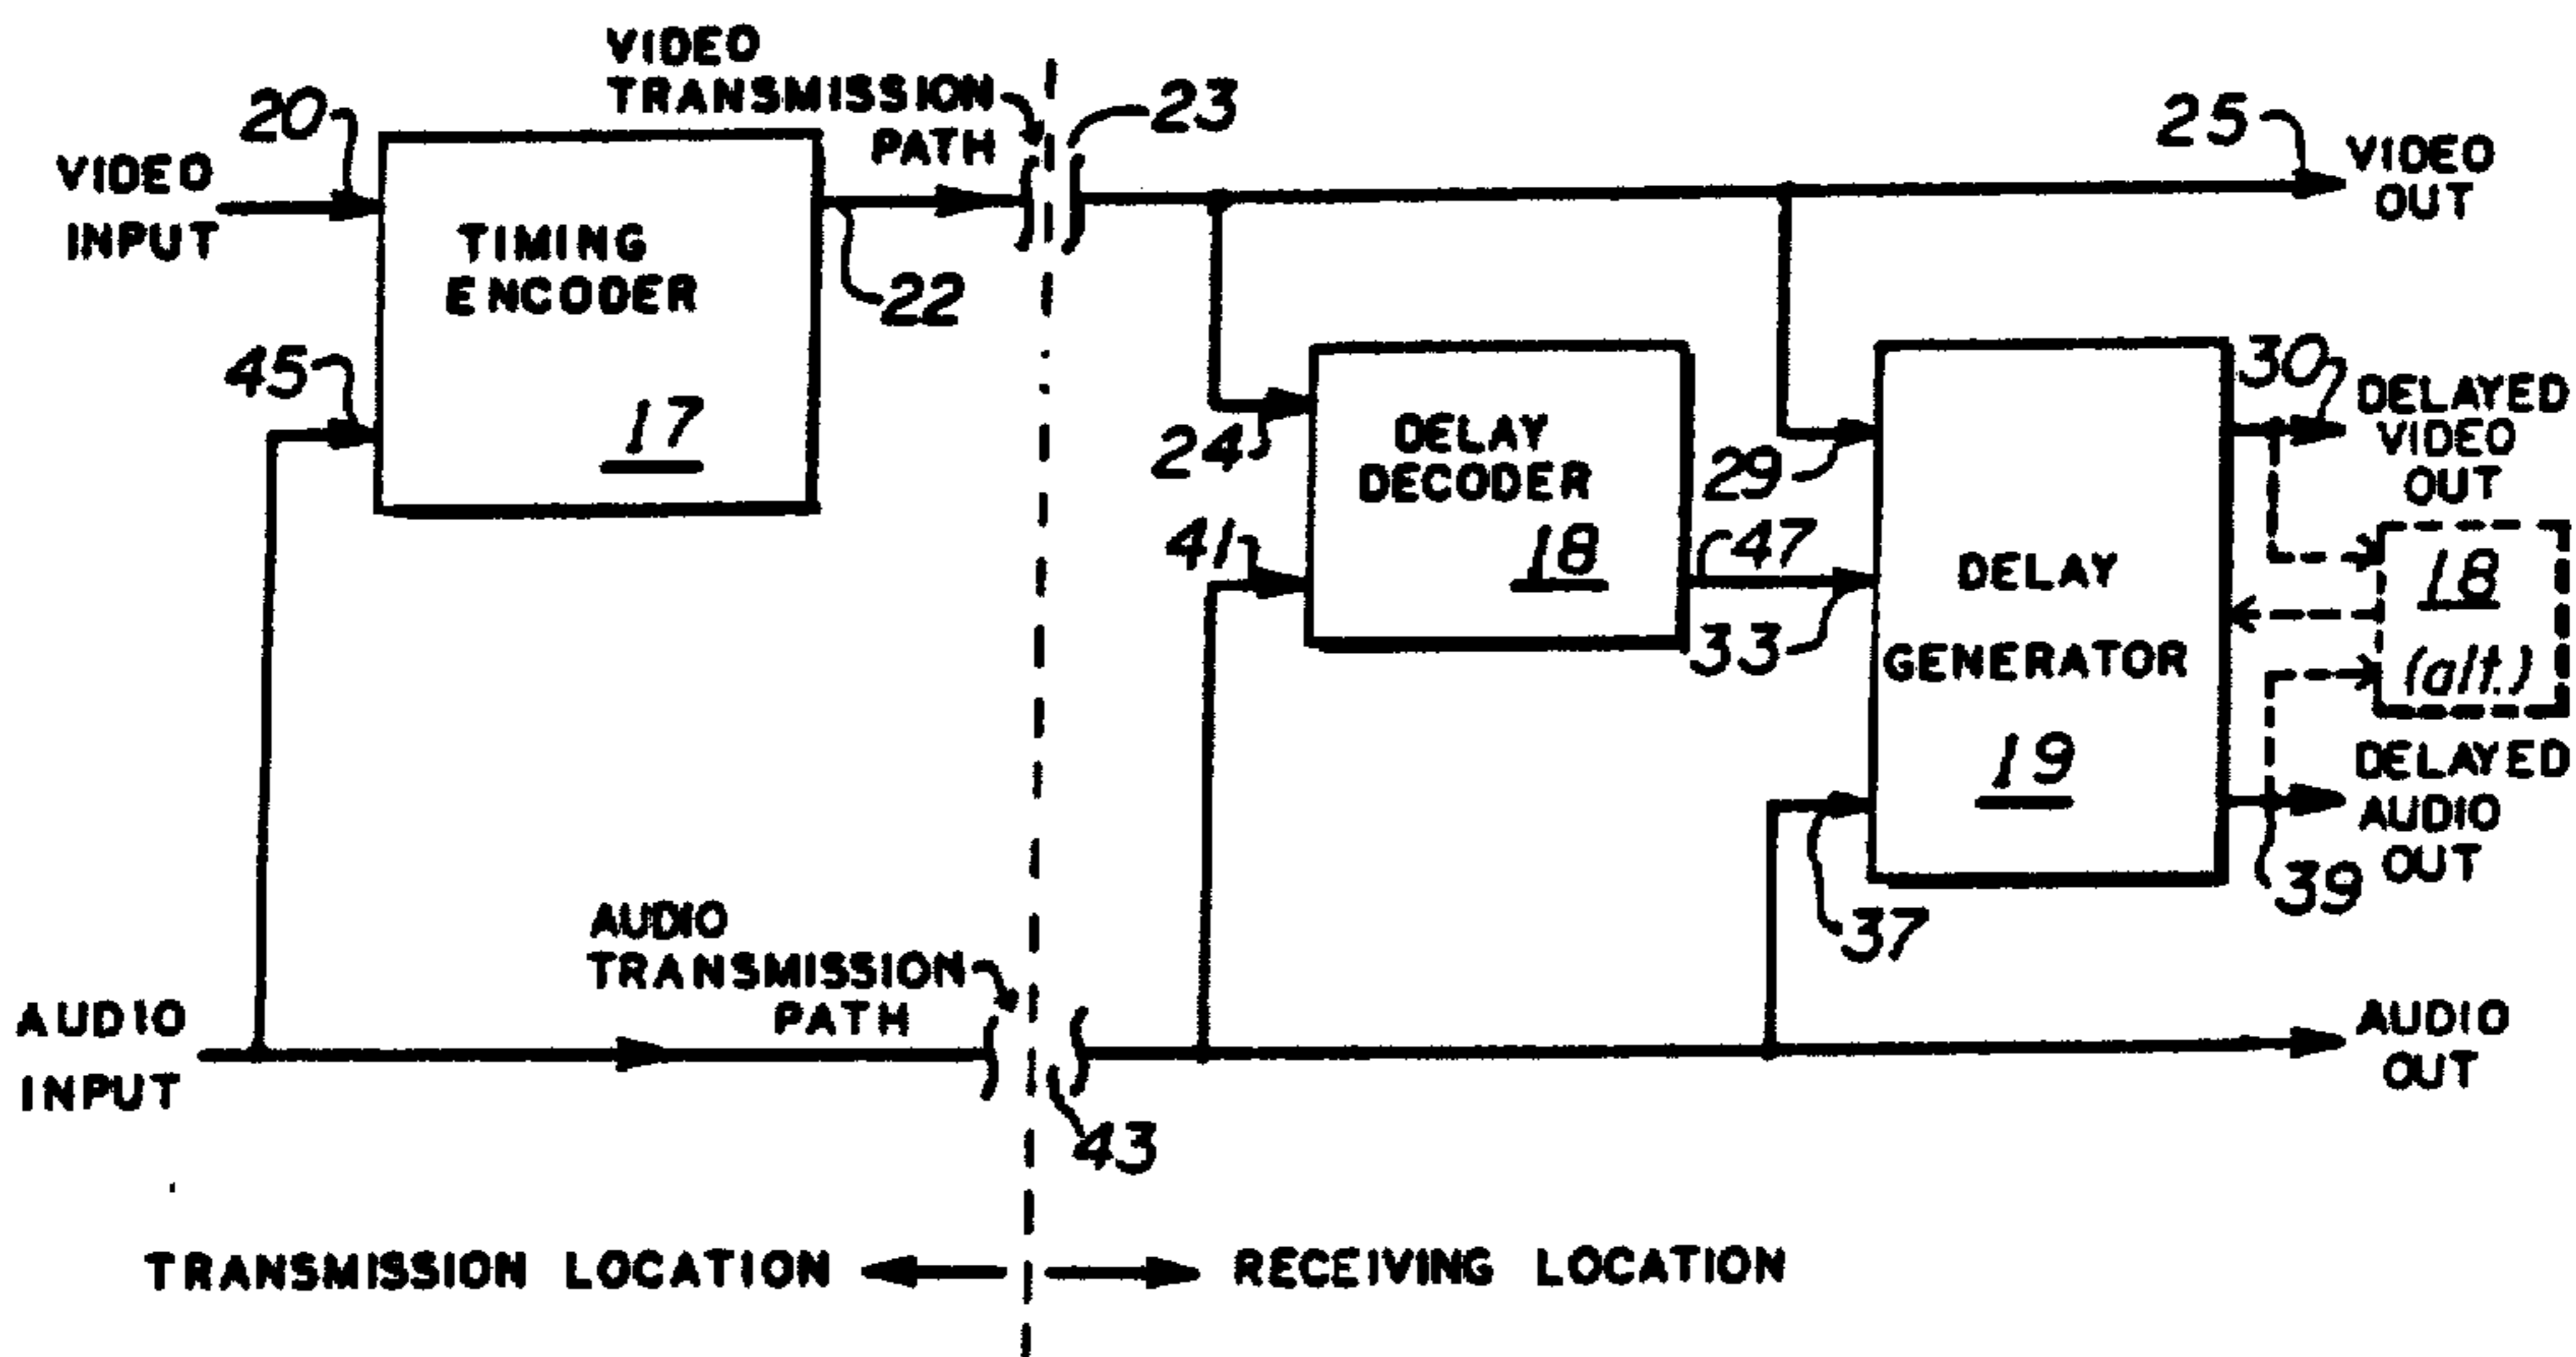 VIDEO
TRANSMISSION
PATH
23
20
VIDEO
INPUT
TIMING
ENCODER
17
22
45
25
VIDEO
OUT
24
41
DELAY
DECODER
18
47
29
33
DELAY
GENERATOR
19
37
30
DELAYED
VIDEO
OUT
18
(alt.)
DELAYED
AUDIO
OUT
39
AUDIO
TRANSMISSION
PATH
43
AUDIO
INPUT
AUDIO
OUT
TRANSMISSION LOCATION
RECEIVING LOCATION